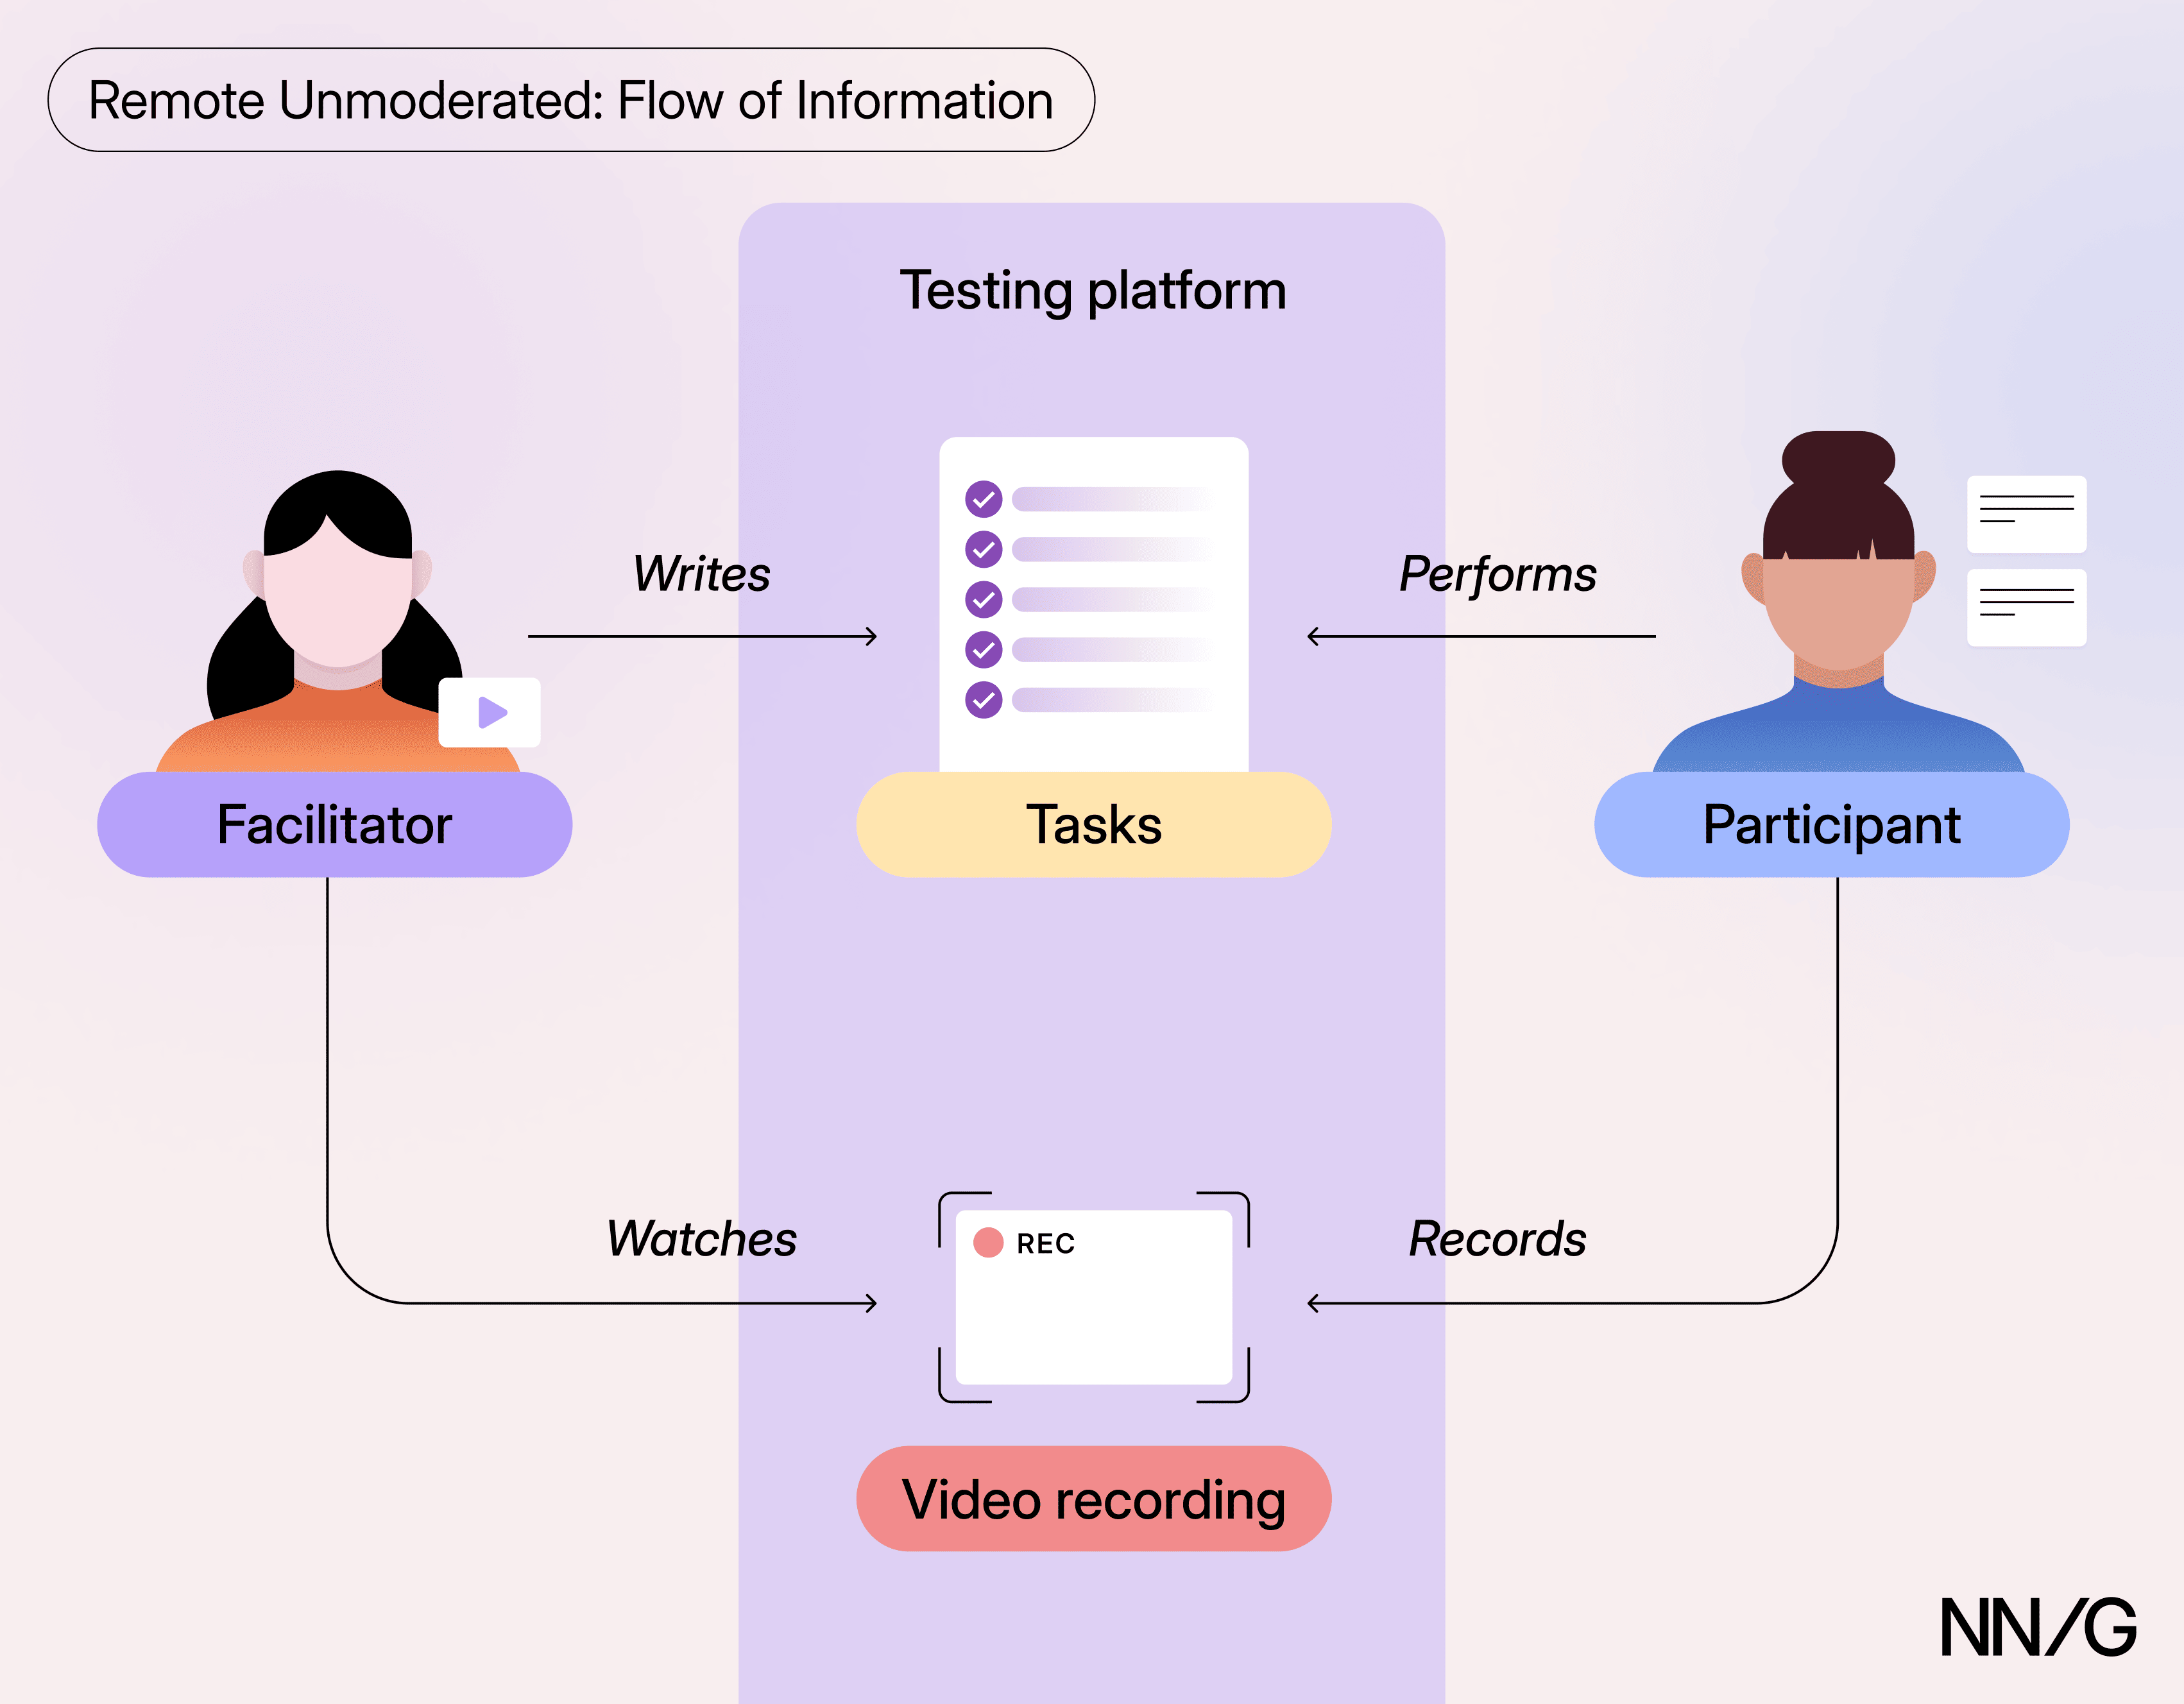 Remote Unmoderated: Flow of Information
Testing platform
Writes
Performs
Facilitator
Tasks
Participant
Watches
REC
Records
Video recording
NN/G